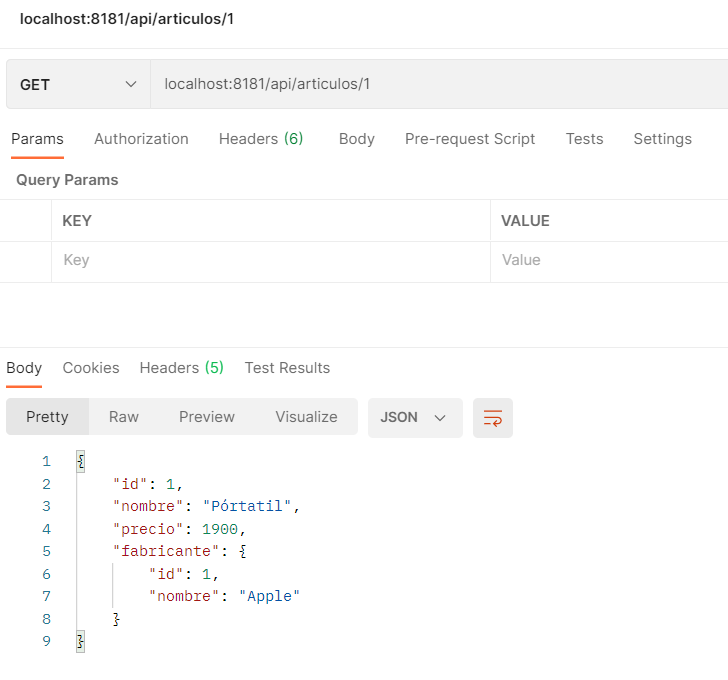 localhost:8181/api/articulos/1
GET localhost:8181/api/articulos/1
Params Authorization Headers (6) Body Pre-request Script Tests Settings
Query Params
KEY VALUE
Key Value
Body Cookies Headers (5) Test Results
Pretty Raw Preview Visualize JSON
1 {
2 "id": 1,
3 "nombre": "Pórtatil",
4 "precio": 1900,
5 "fabricante": {
6 "id": 1,
7 "nombre": "Apple"
8 }
9 }